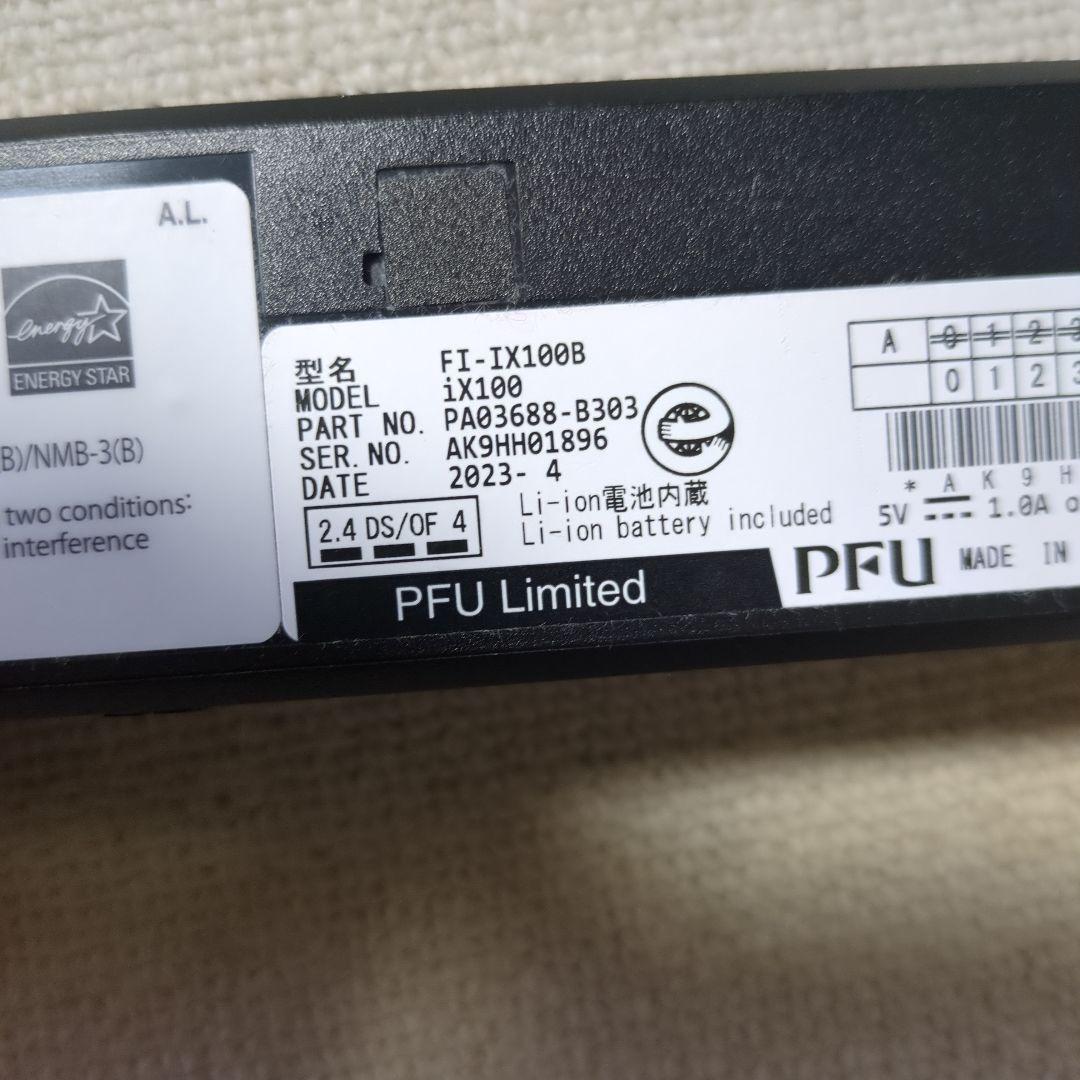 A.L.
energy
ENERGY STAR
(B)/NMB-3(B)
two conditions:
interference
型名 FI-IX100B
MODEL iX100
PART NO. PA03688-B303
SER. NO. AK9HH01896
DATE 2023- 4
2.4 DS/OF 4
Li-ion電池内蔵
Li-ion battery included
PFU Limited
A 0 1 2 3
0 1 2 3
* A K 9 H
5V 1.0A
PFU MADE IN